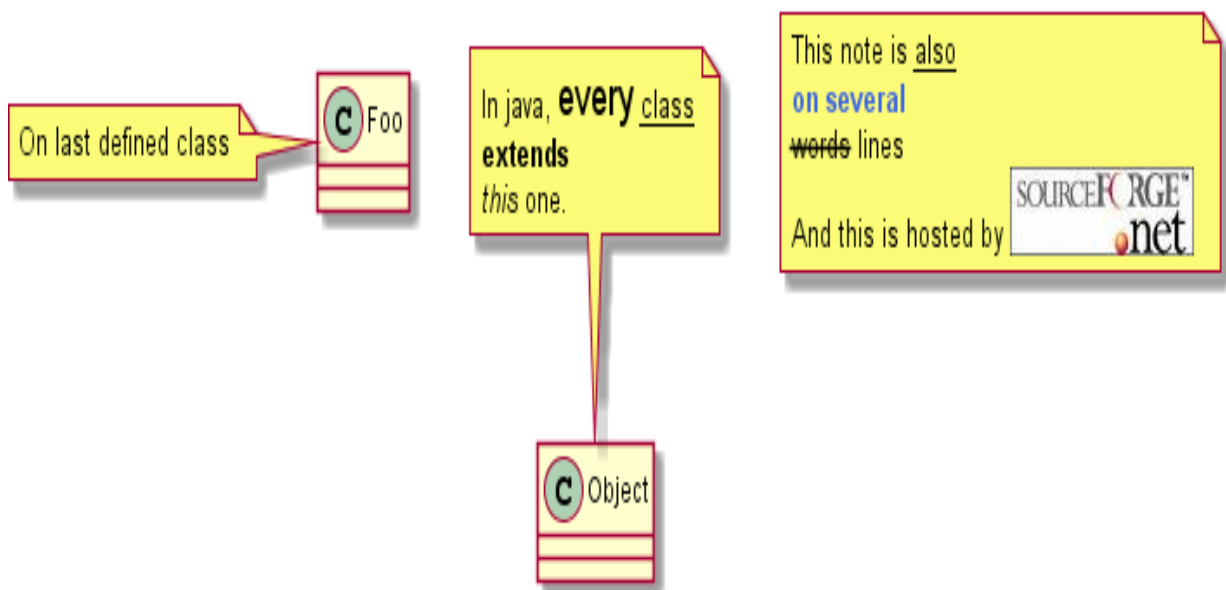 On last defined class
C Foo
In java, every class
extends
this one.
C Object
This note is also
on several
words lines
And this is hosted by SOURCEFORGE™
.net